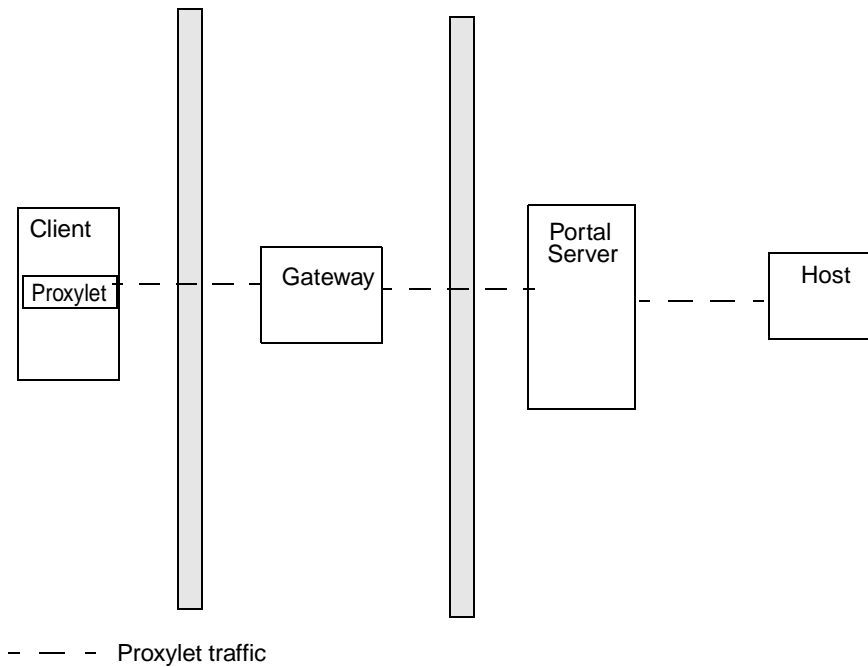 Client
Proxylet
Gateway
Portal
Server
Host
Proxylet traffic